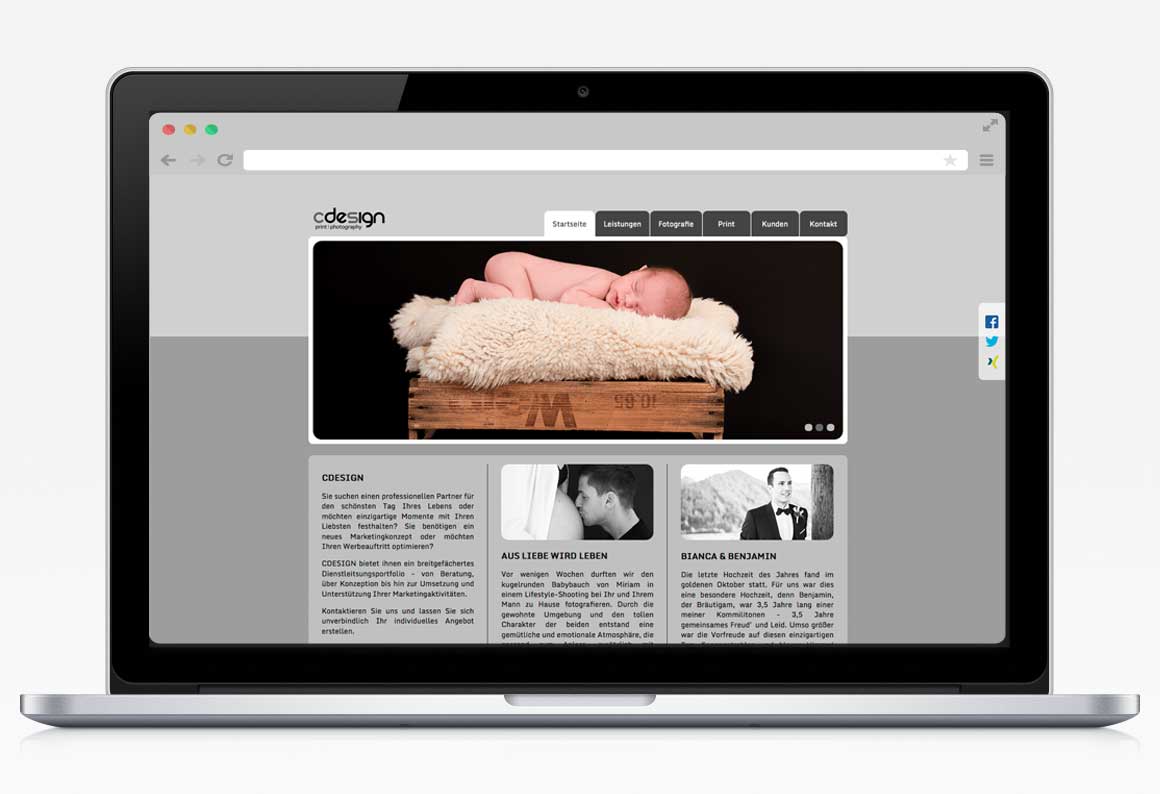 cdesign
print | photography
Startseite
Leistungen
Fotografie
Print
Kunden
Kontakt
10.65
CDESIGN
Sie suchen einen professionellen Partner für
den schönsten Tag Ihres Lebens oder
möchten einzigartige Momente mit Ihren
Liebsten festhalten? Sie benötigen ein
neues Marketingkonzept oder möchten
Ihren Werbeauftritt optimieren?
CDESIGN bietet ihnen ein breitgefächertes
Dienstleitsungsportfolio - von Beratung,
über Konzeption bis hin zur Umsetzung und
Unterstützung Ihrer Marketingaktivitäten.
Kontaktieren Sie uns und lassen Sie sich
unverbindlich Ihr individuelles Angebot
erstellen.
AUS LIEBE WIRD LEBEN
Vor wenigen Wochen durften wir den
kugelrunden Babybauch von Miriam in
einem Lifestyle-Shooting bei Ihr und Ihrem
Mann zu Hause fotografieren. Durch die
gewohnte Umgebung und den tollen
Charakter der beiden entstand eine
gemütliche und emotionale Atmosphäre, die
BIANCA & BENJAMIN
Die letzte Hochzeit des Jahres fand im
goldenen Oktober statt. Für uns war dies
eine besondere Hochzeit, denn Benjamin,
der Bräutigam, war 3,5 Jahre lang einer
meiner Kommilitonen - 3,5 Jahre
gemeinsames Freud' und Leid. Umso größer
war die Vorfreude auf diesen einzigartigen